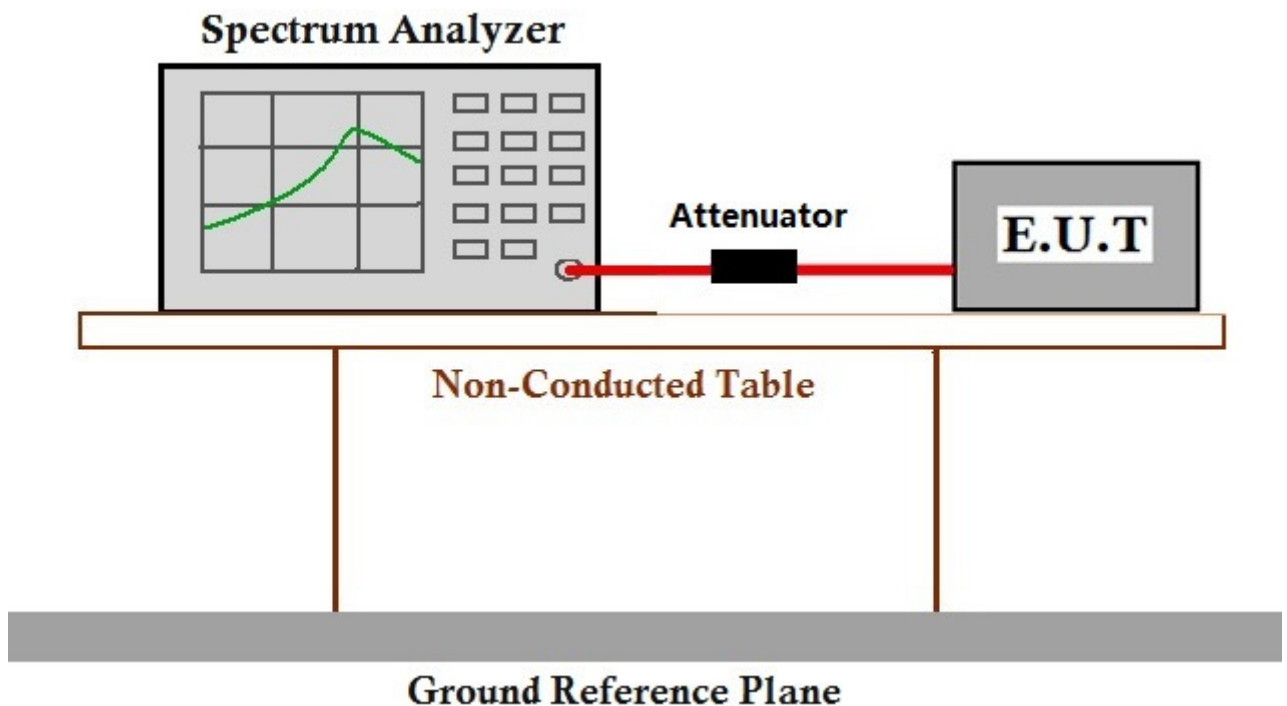 Spectrum Analyzer
Attenuator
E.U.T
Non-Conducted Table
Ground Reference Plane